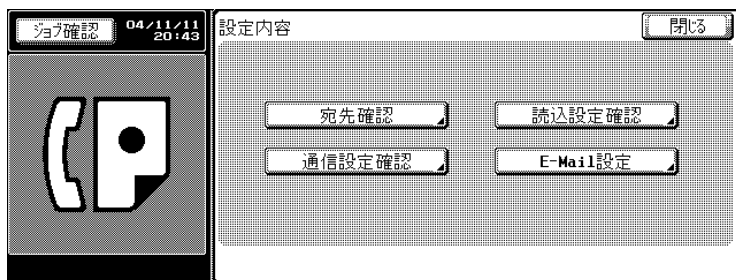 ジョブ確認
04/11/11
20:43
設定内容
閉じる
宛先確認
読込設定確認
通信設定確認
E-Mail設定